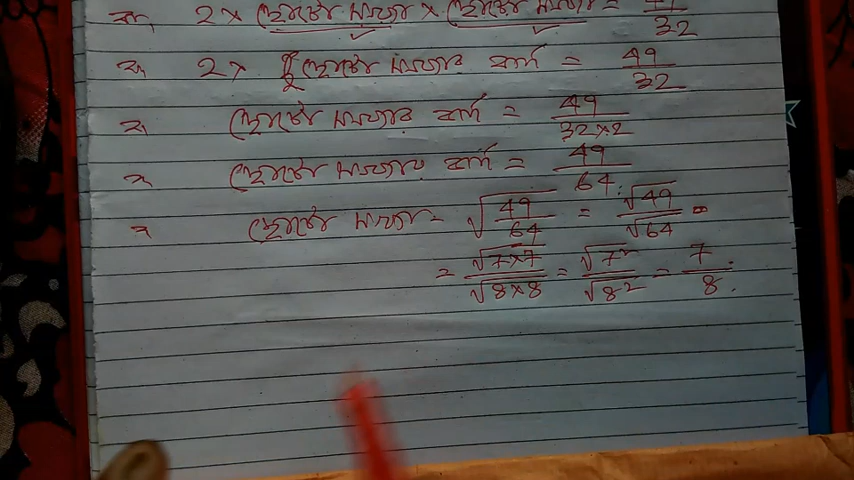 বা, 2 × ছোটো সংখ্যা × ছোটো সংখ্যা = 49/32
বা, 2 × ছোটো সংখ্যার বর্গ = 49/32
বা, ছোটো সংখ্যার বর্গ = 49/32×2
বা, ছোটো সংখ্যার বর্গ = 49/64
বা, ছোটো সংখ্যা = √49/64 = √49/√64 =
= √7×7/√8×8 = √7²/√8² = 7/8.